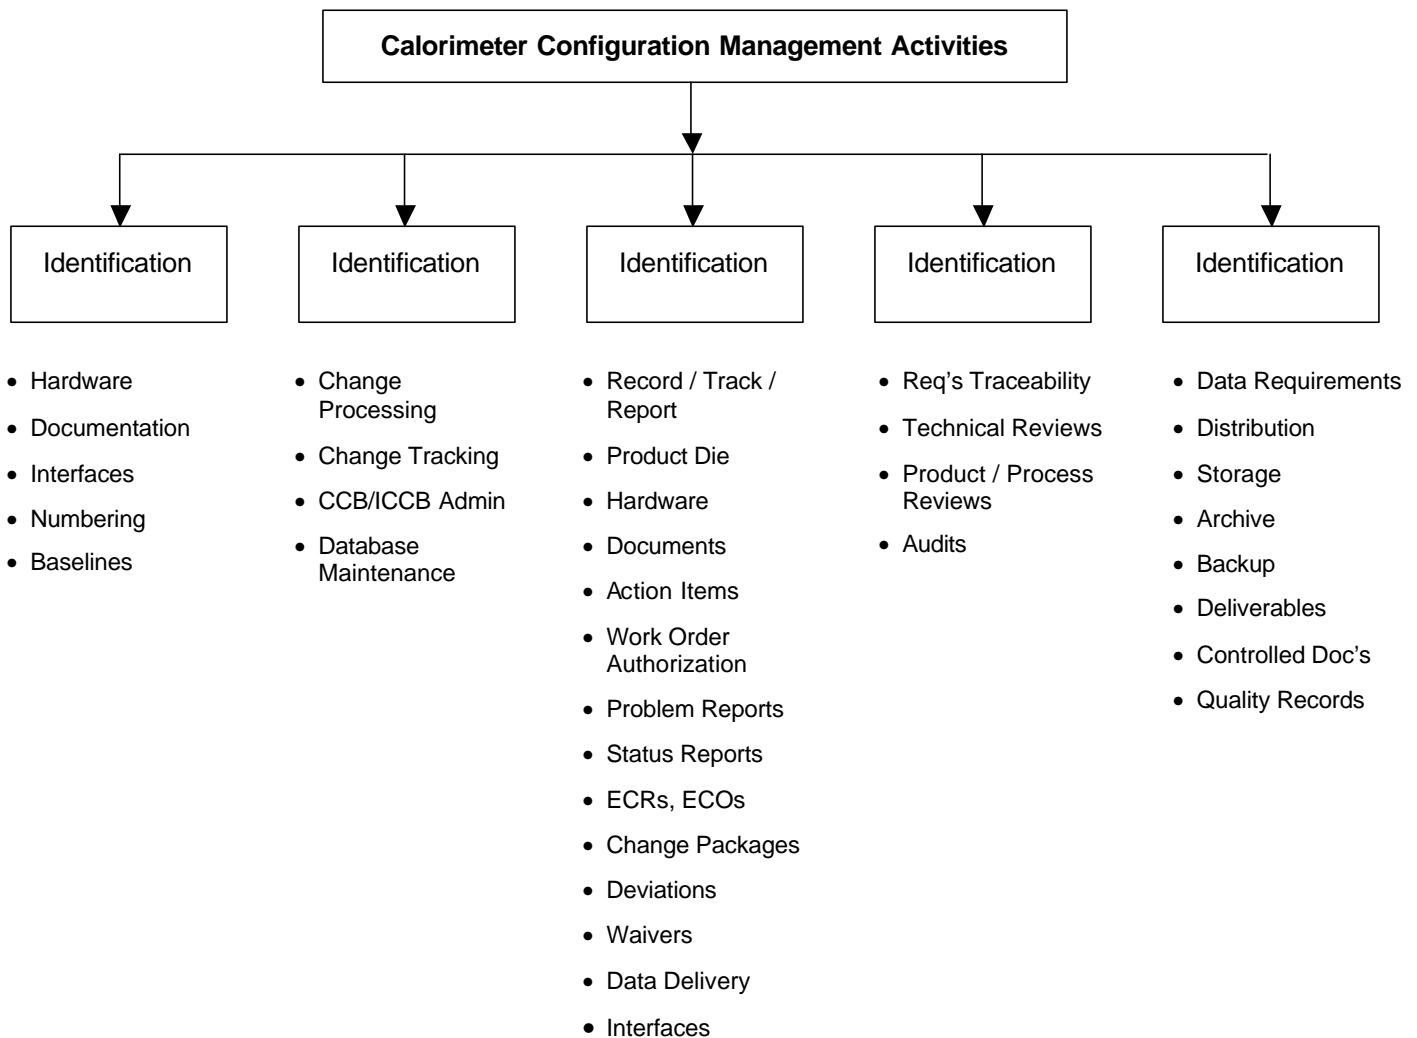 Calorimeter Configuration Management Activities
Identification
Hardware
Documentation
Interfaces
Numbering
Baselines
Identification
Change
Processing
Change Tracking
CCB/ICCB Admin
Database
Maintenance
Identification
Record / Track /
Report
Product Die
Hardware
Documents
Action Items
Work Order
Authorization
Problem Reports
Status Reports
ECRs, ECOs
Change Packages
Deviations
Waivers
Data Delivery
Interfaces
Identification
Req’s Traceability
Technical Reviews
Product / Process
Reviews
Audits
Identification
Data Requirements
Distribution
Storage
Archive
Backup
Deliverables
Controlled Doc’s
Quality Records